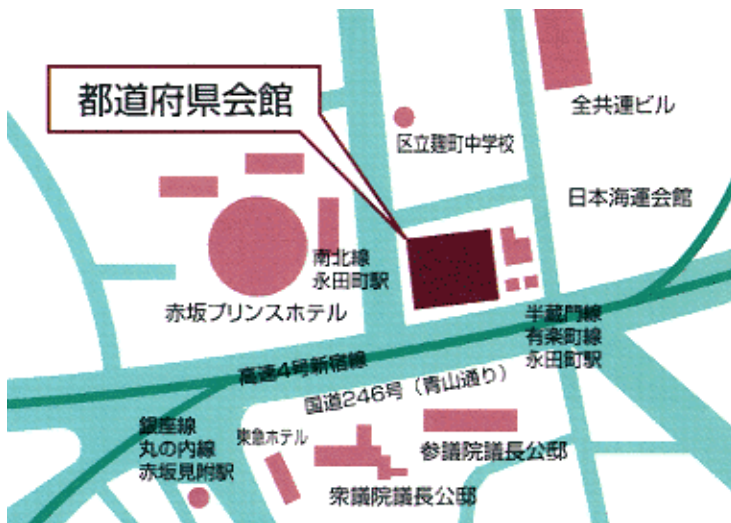 都道府県会館
全共連ビル
区立麹町中学校
日本海運会館
南北線
永田町駅
赤坂プリンスホテル
半蔵門線
有楽町線
永田町駅
高速4号新宿線
国道246号（青山通り）
銀座線
丸の内線
赤坂見附駅
東急ホテル
参議院議長公邸
衆議院議長公邸